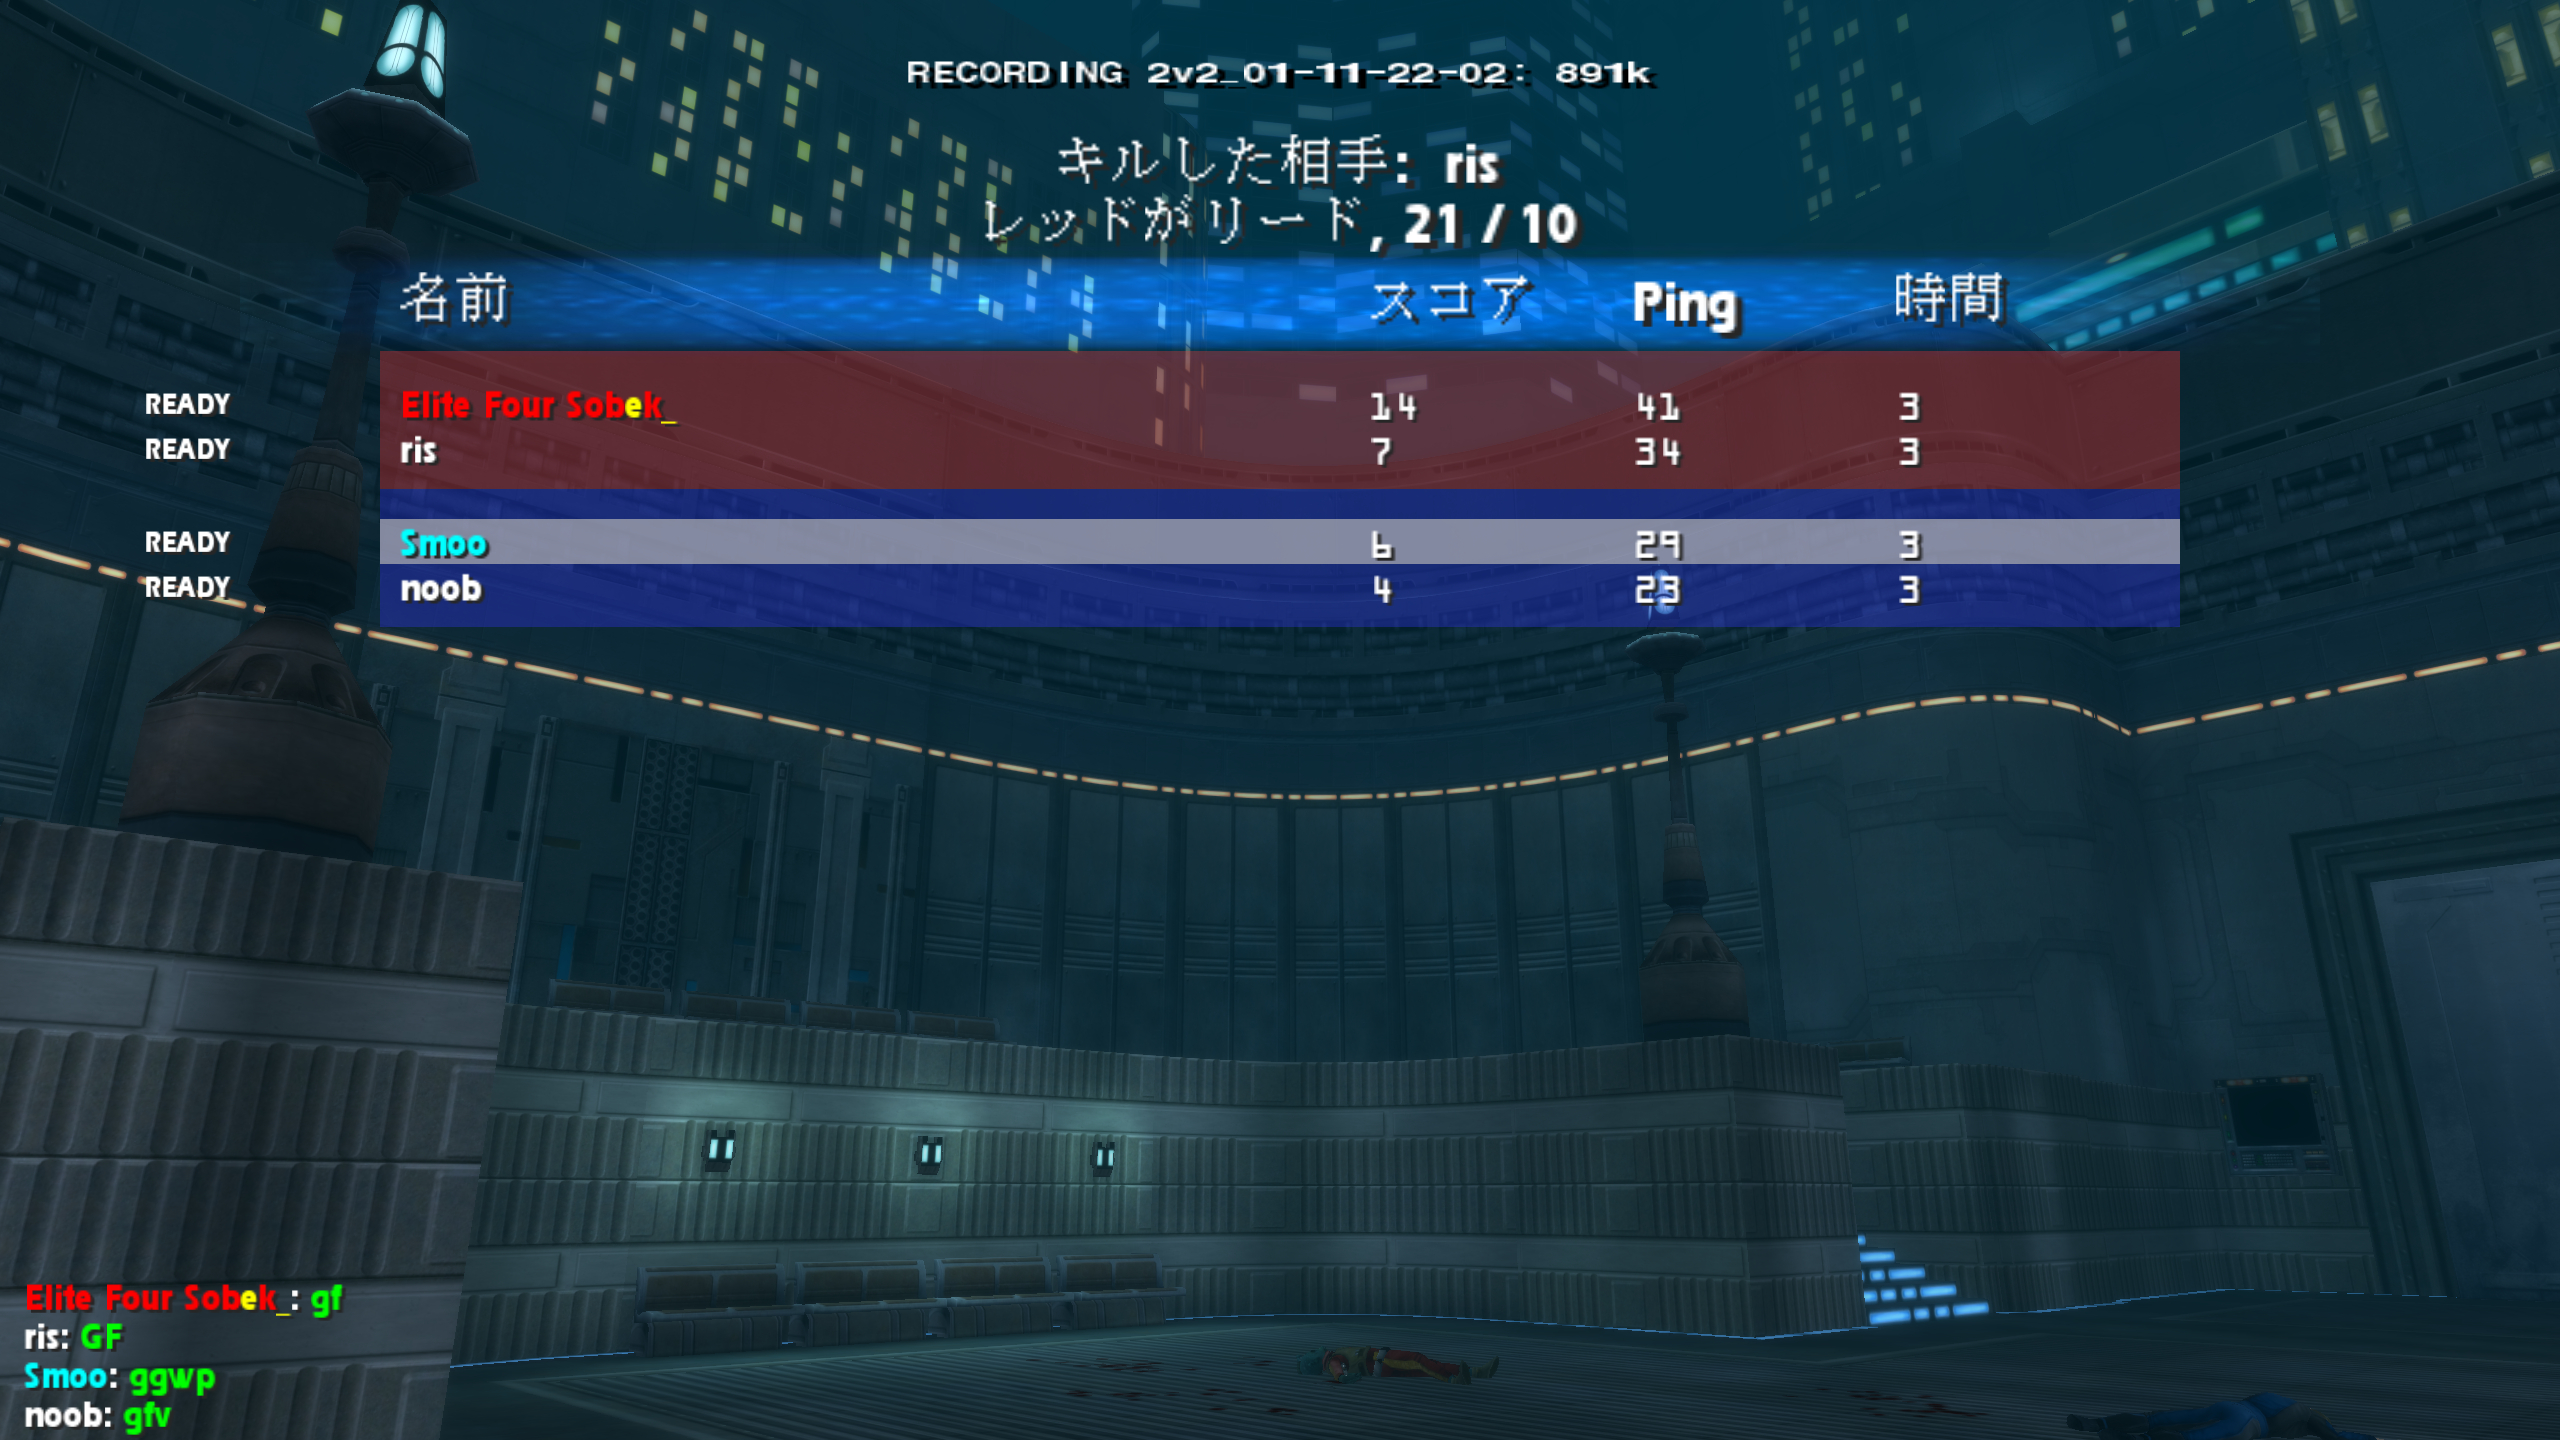 RECORDING 2v2_01-11-22-02: 891k
キルした相手: ris
レッドがリード, 21 / 10
名前 スコア Ping 時間
READY Elite Four Sobek_ 14 41 3
READY ris 7 34 3
READY Smoo 6 29 3
READY noob 4 23 3
Elite Four Sobek_: gf
ris: GF
Smoo: ggwp
noob: gfv